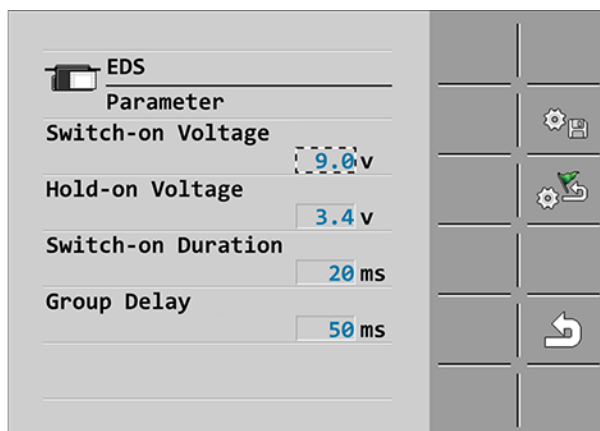 EDS
Parameter
Switch-on Voltage
9.0 v
Hold-on Voltage
3.4 v
Switch-on Duration
20 ms
Group Delay
50 ms